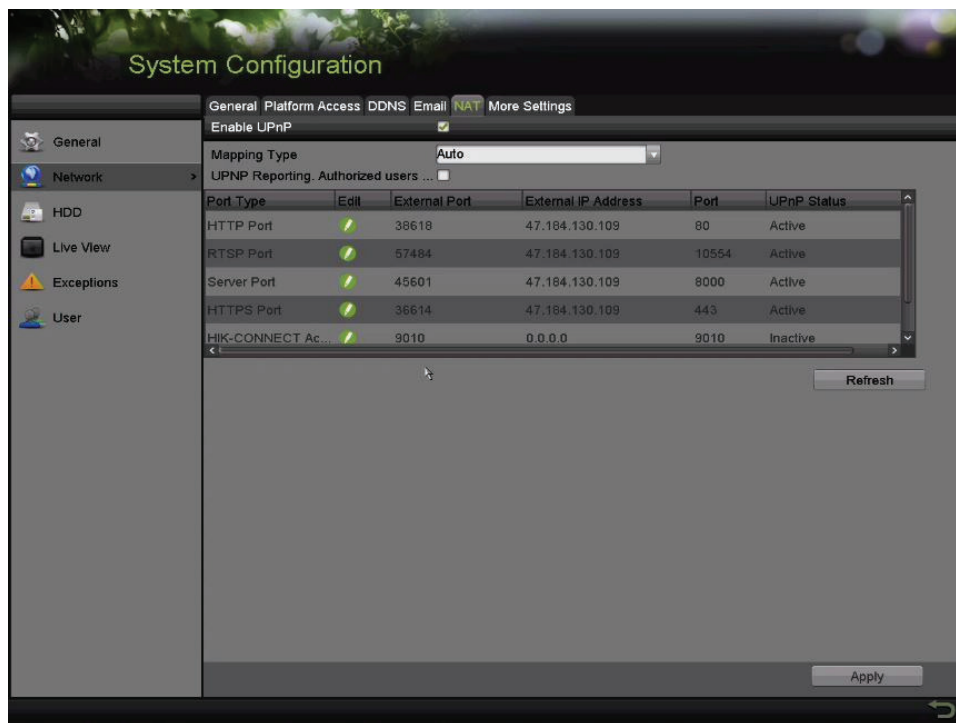 System Configuration
General Platform Access DDNS Email NAT More Settings
Enable UPnP
General
Network
HDD
Live View
Exceptions
User
Mapping Type Auto
UPNP Reporting. Authorized users ...
Port Type Edit External Port External IP Address Port UPnP Status
HTTP Port 38618 47.184.130.109 80 Active
RTSP Port 57484 47.184.130.109 10554 Active
Server Port 45601 47.184.130.109 8000 Active
HTTPS Port 36614 47.184.130.109 443 Active
HIK-CONNECT Ac... 9010 0.0.0.0 9010 Inactive
Refresh
Apply